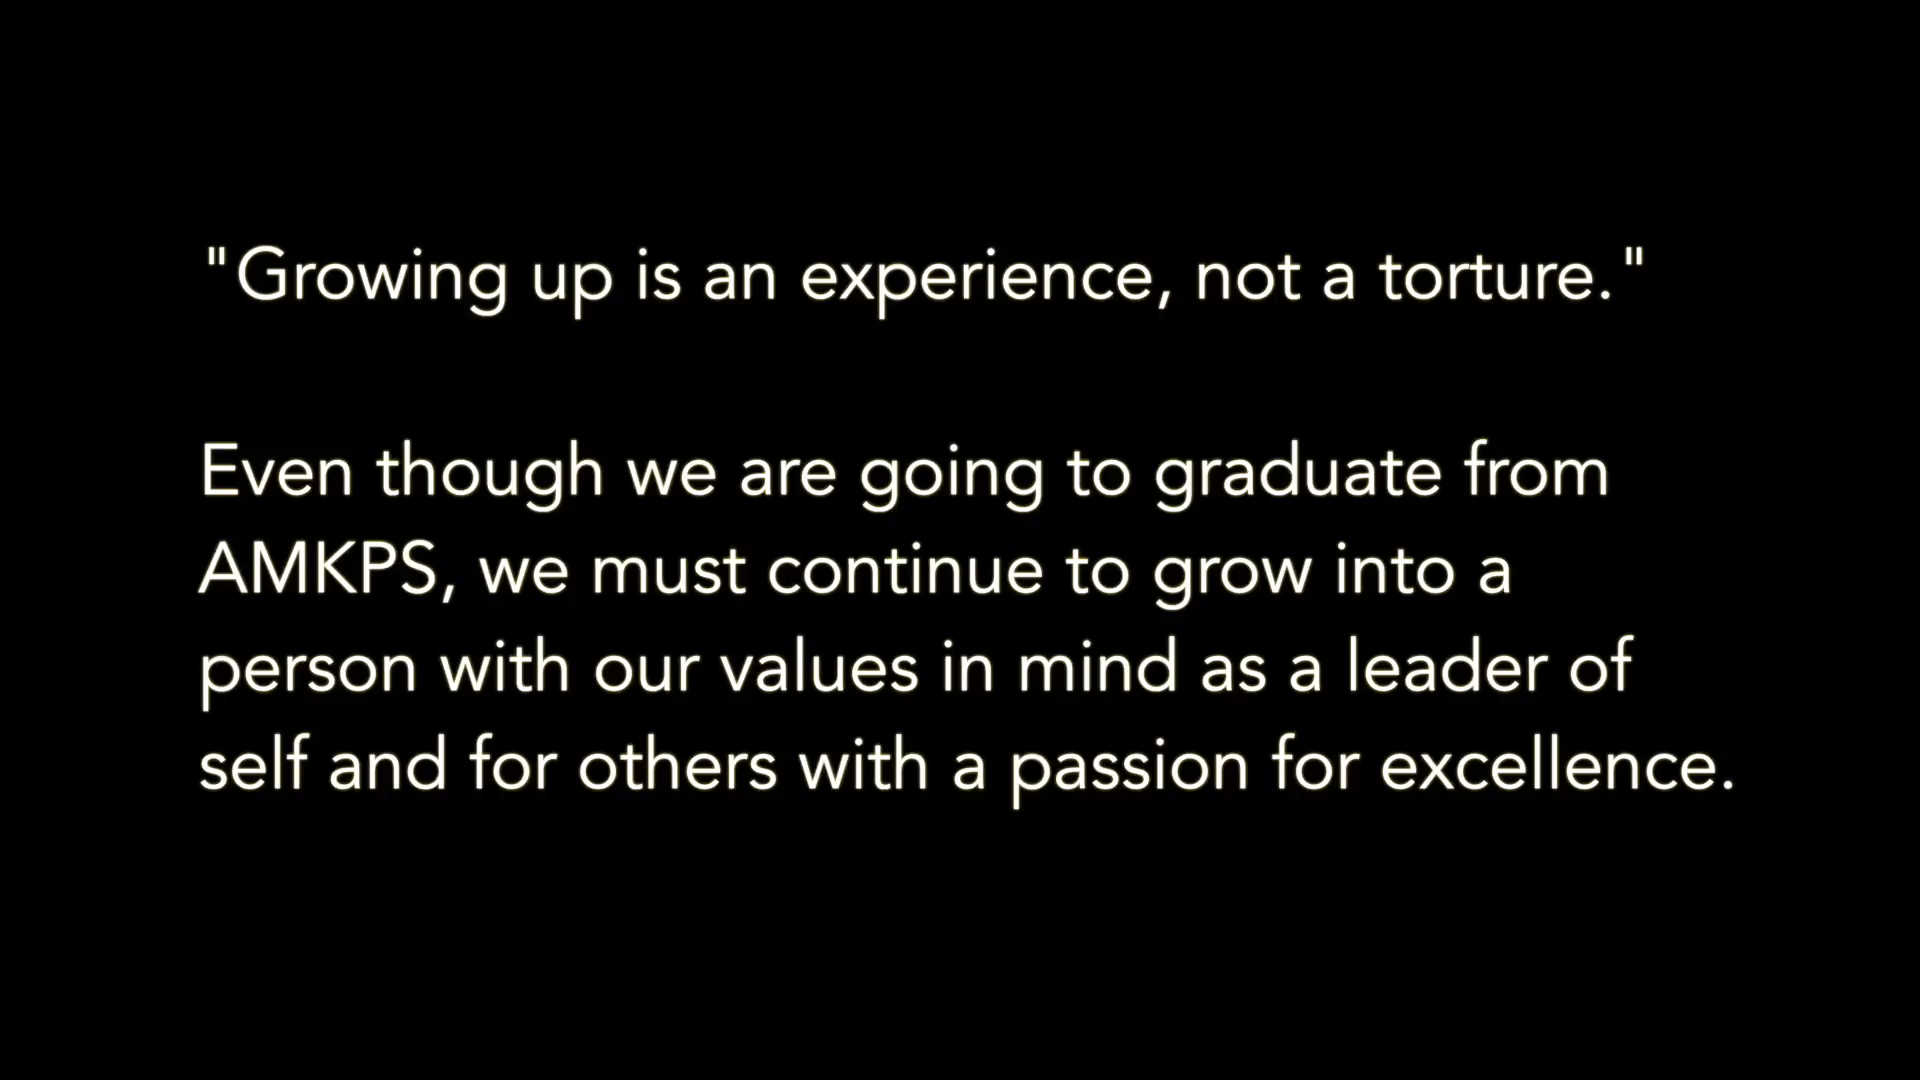 "Growing up is an experience, not a torture."
Even though we are going to graduate from
AMKPS, we must continue to grow into a
person with our values in mind as a leader of
self and for others with a passion for excellence.